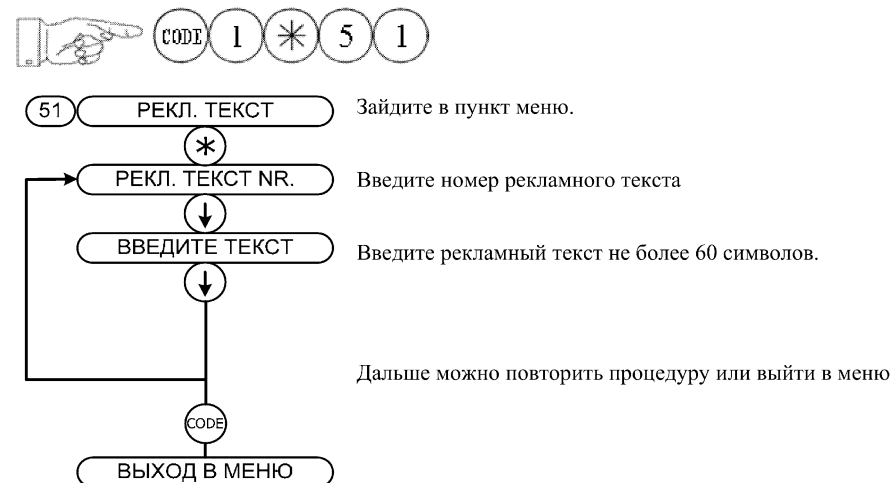 CODE 1 * 5 1
51 РЕКЛ. ТЕКСТ Зайдите в пункт меню.
*
РЕКЛ. ТЕКСТ NR. Введите номер рекламного текста
ВВЕДИТЕ ТЕКСТ Введите рекламный текст не более 60 символов.
Дальше можно повторить процедуру или выйти в меню
CODE
ВЫХОД В МЕНЮ